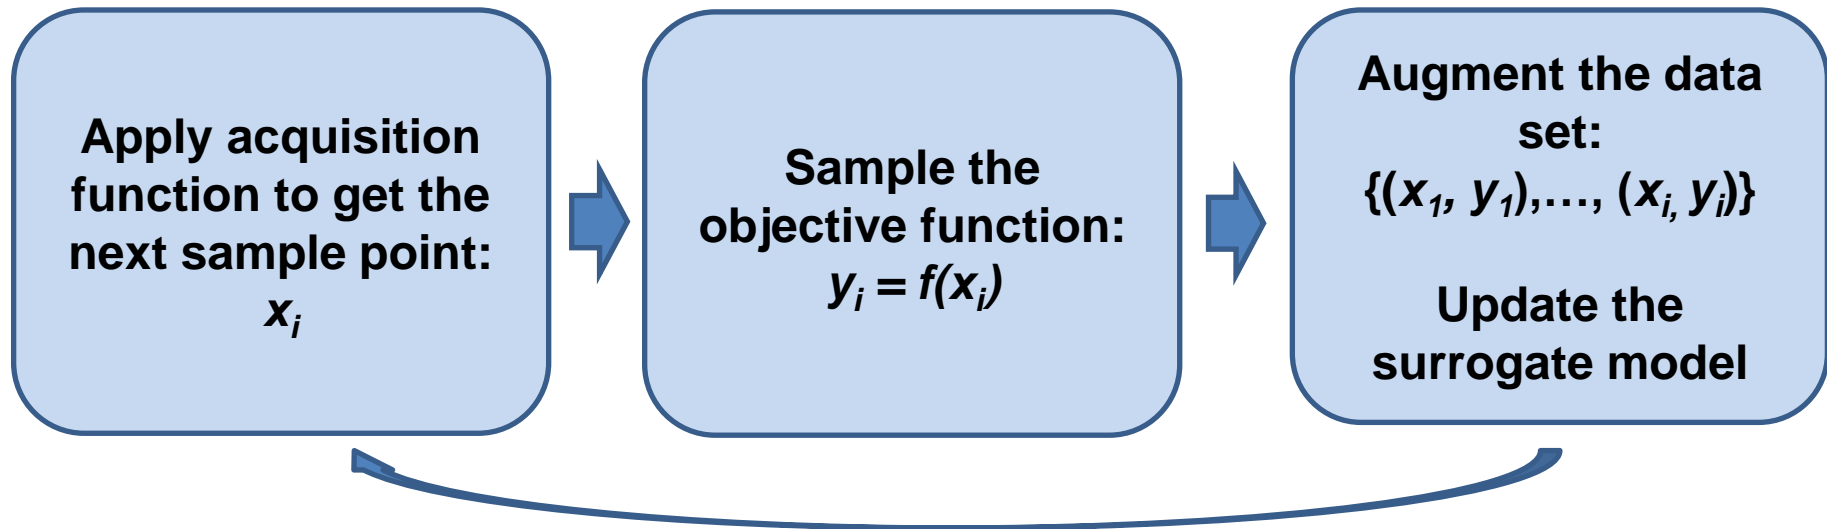 Apply acquisition
function to get the
next sample point:
xᵢ
Sample the
objective function:
yᵢ = f(xᵢ)
Augment the data
set:
{(x₁, y₁),…, (xᵢ, yᵢ)}
Update the
surrogate model